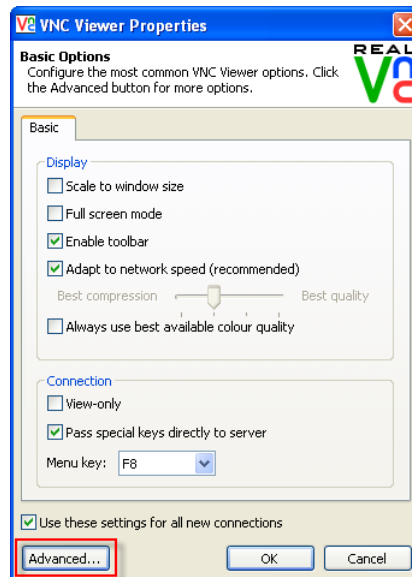 VNC Viewer Properties
REAL
VNC
Basic Options
Configure the most common VNC Viewer options. Click
the Advanced button for more options.
Basic
Display
Scale to window size
Full screen mode
Enable toolbar
Adapt to network speed (recommended)
Best compression
Best quality
Always use best available colour quality
Connection
View-only
Pass special keys directly to server
Menu key:
F8
Use these settings for all new connections
Advanced...
OK
Cancel